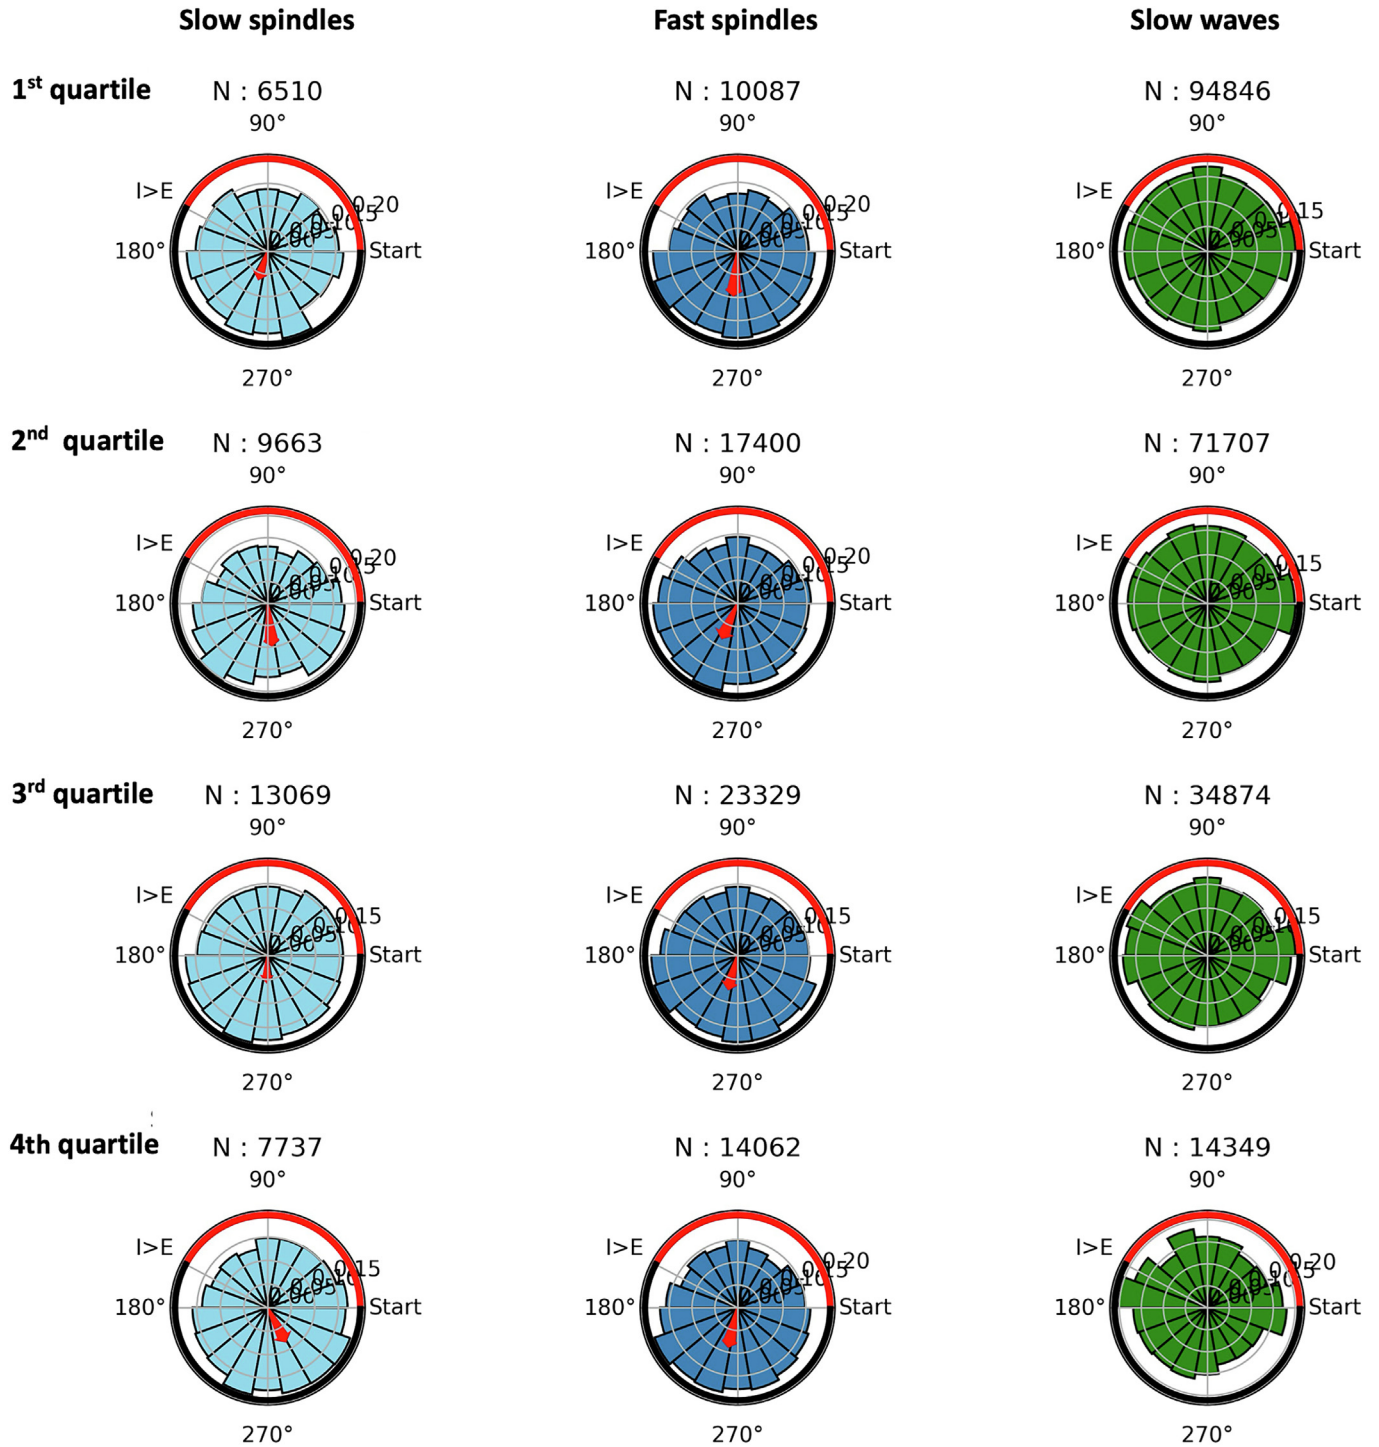 Slow spindles Fast spindles Slow waves
1st quartile N : 6510 N : 10087 N : 94846
90° 90° 90°
I>E 0.20 I>E 0.20 I>E 0.15
180° Start 180° Start 180° Start
270° 270° 270°
2nd quartile N : 9663 N : 17400 N : 71707
90° 90° 90°
I>E 0.20 I>E 0.20 I>E 0.15
180° Start 180° Start 180° Start
270° 270° 270°
3rd quartile N : 13069 N : 23329 N : 34874
90° 90° 90°
I>E 0.15 I>E 0.15 I>E 0.15
180° Start 180° Start 180° Start
270° 270° 270°
4th quartile N : 7737 N : 14062 N : 14349
90° 90° 90°
I>E 0.15 I>E 0.20 I>E 0.20
180° Start 180° Start 180° Start
270° 270° 270°